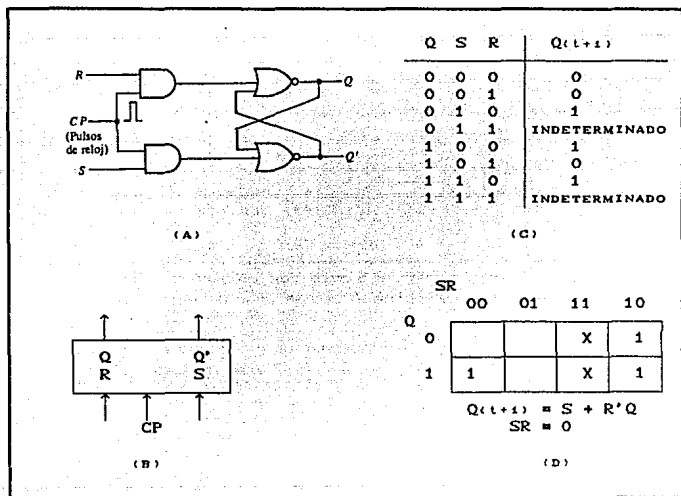 R
CP
(Pulsos
de reloj)
S
Q
Q'
(A)
Q S R Q(t+1)
0 0 0 0
0 0 1 0
0 1 0 1
0 1 1 INDETERMINADO
1 0 0 1
1 0 1 0
1 1 0 1
1 1 1 INDETERMINADO
(C)
Q Q'
R S
CP
(B)
SR
00 01 11 10
Q
0 X 1
1 1 X 1
Q(t+1) = S + R'Q
SR = 0
(D)